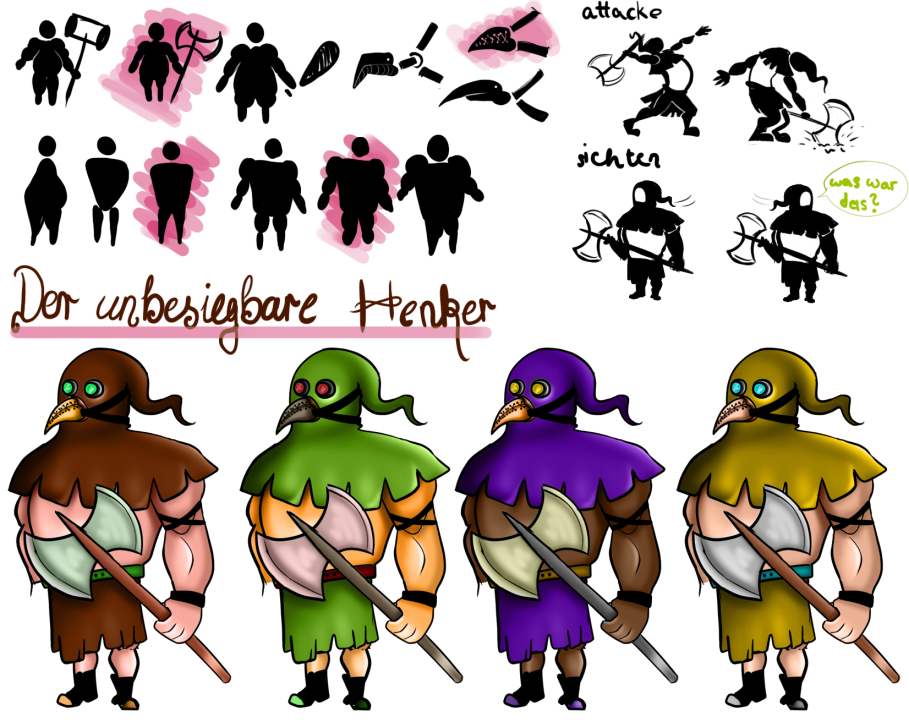 attacke
sichten
was war
das?
Der unbesiegbare Henker